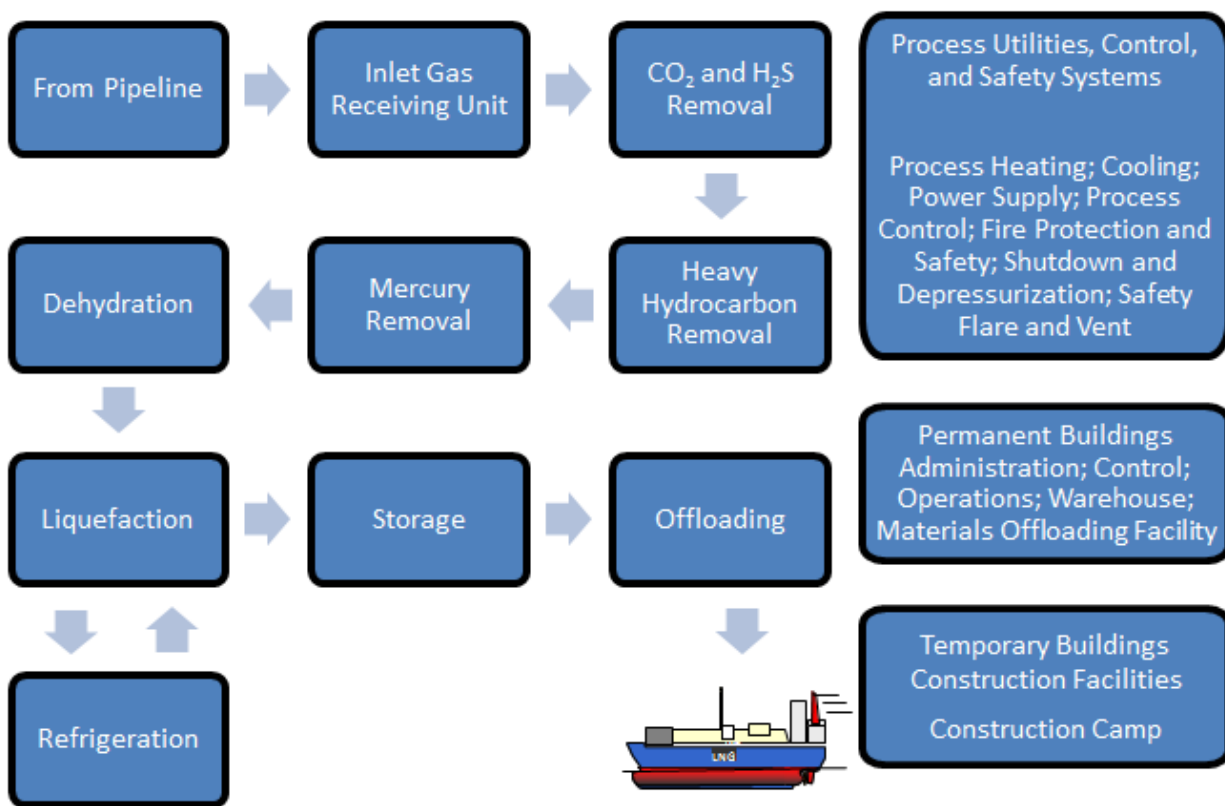 From Pipeline
Inlet Gas
Receiving Unit
CO₂ and H₂S
Removal
Process Utilities, Control,
and Safety Systems
Process Heating; Cooling;
Power Supply; Process
Control; Fire Protection and
Safety; Shutdown and
Depressurization; Safety
Flare and Vent
Dehydration
Mercury
Removal
Heavy
Hydrocarbon
Removal
Liquefaction
Storage
Offloading
Permanent Buildings
Administration; Control;
Operations; Warehouse;
Materials Offloading Facility
Refrigeration
LNG
Temporary Buildings
Construction Facilities
Construction Camp